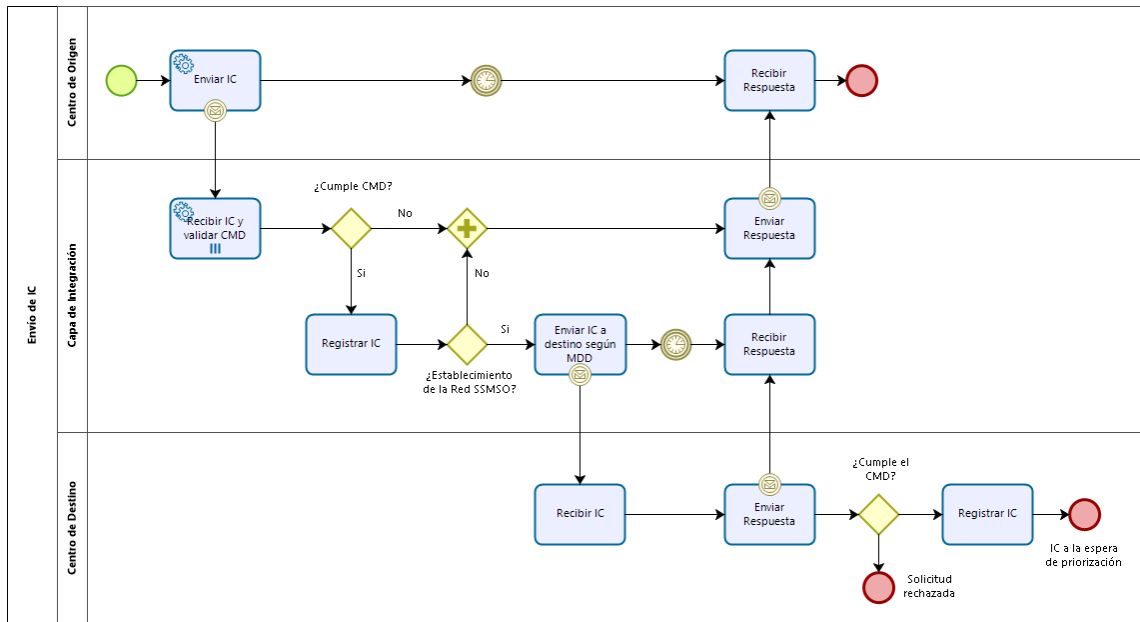 Envío de IC
Centro de Origen
Enviar IC
Recibir
Respuesta
Capa de Integración
¿Cumple CMD?
Recibir IC y
validar CMD
No
Enviar
Respuesta
Si
No
Registrar IC
Si
Enviar IC a
destino según
MDD
Recibir
Respuesta
¿Establecimiento
de la Red SSMSO?
Centro de Destino
¿Cumple el
CMD?
Recibir IC
Enviar
Respuesta
Registrar IC
IC a la espera
de priorización
Solicitud
rechazada